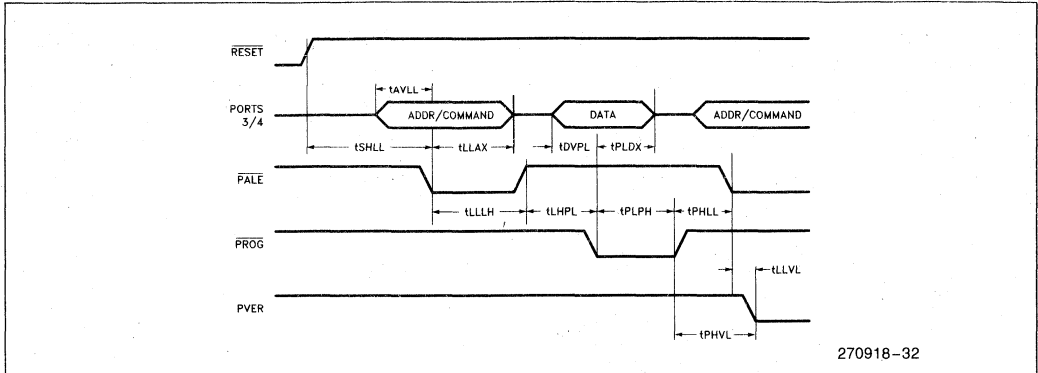 RESET
tAVLL
PORTS
3/4
ADDR/COMMAND
DATA
ADDR/COMMAND
tSHLL
tLLAX
tDVPL
tPLDX
PALE
tLLLH
tLHPL
tPLPH
tPHLL
PROG
tLLVL
PVER
tPHVL
270918-32